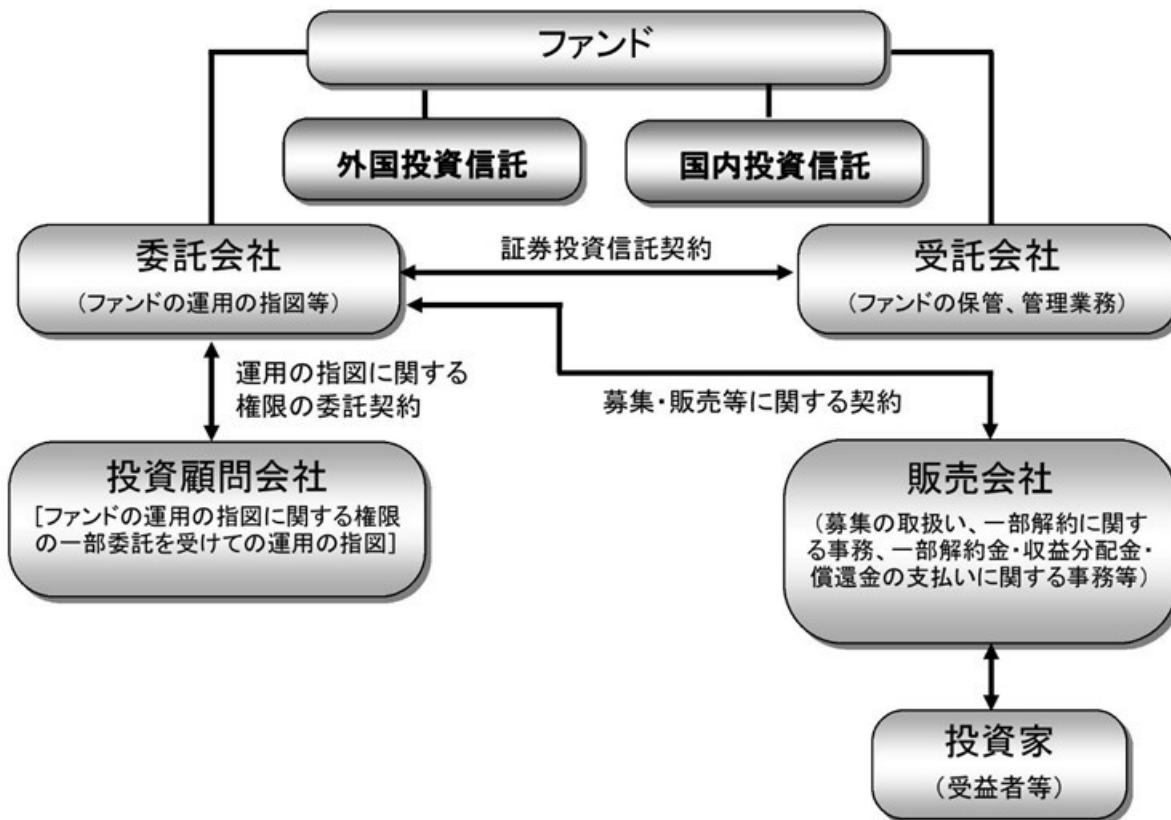 ファンド
外国投資信託
国内投資信託
委託会社
(ファンドの運用の指図等)
証券投資信託契約
受託会社
(ファンドの保管、管理業務)
運用の指図に関する
権限の委託契約
募集・販売等に関する契約
投資顧問会社
[ファンドの運用の指図に関する権限
の一部委託を受けての運用の指図]
販売会社
(募集の取扱い、一部解約に関す
る事務、一部解約金・収益分配金・
償還金の支払いに関する事務等)
投資家
(受益者等)